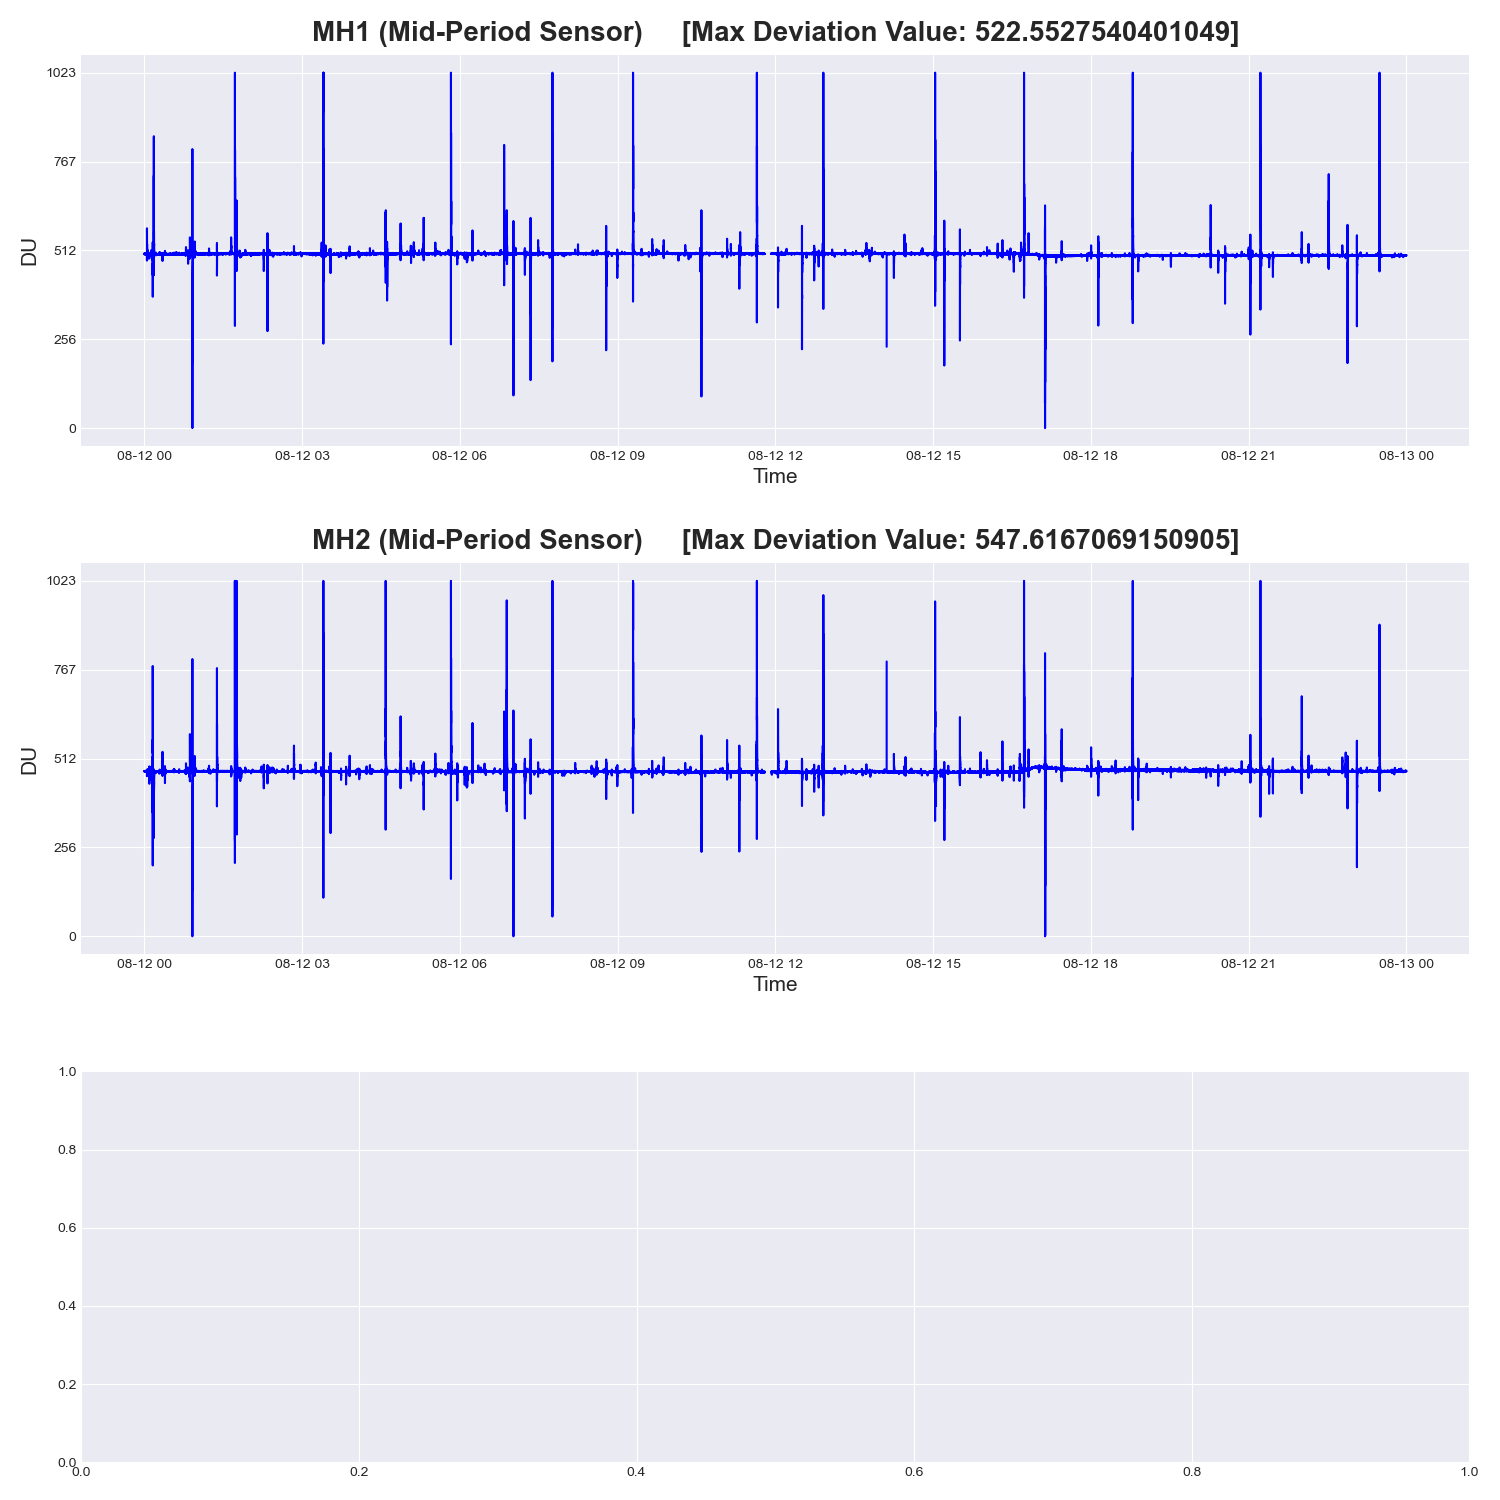 MH1 (Mid-Period Sensor) [Max Deviation Value: 522.5527540401049]
1023
767
512
256
0
DU
08-12 00 08-12 03 08-12 06 08-12 09 08-12 12 08-12 15 08-12 18 08-12 21 08-13 00
Time
MH2 (Mid-Period Sensor) [Max Deviation Value: 547.6167069150905]
1023
767
512
256
0
DU
08-12 00 08-12 03 08-12 06 08-12 09 08-12 12 08-12 15 08-12 18 08-12 21 08-13 00
Time
1.0
0.8
0.6
0.4
0.2
0.0
0.0 0.2 0.4 0.6 0.8 1.0